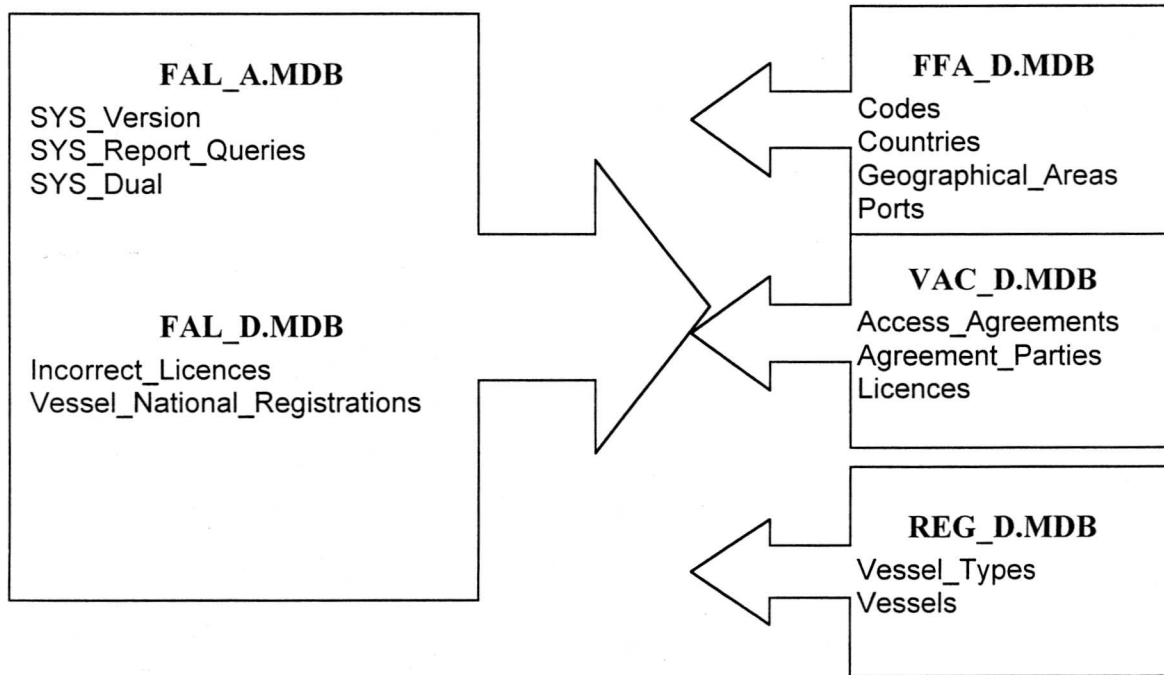 FAL_A.MDB
SYS_Version
SYS_Report_Queries
SYS_Dual
FAL_D.MDB
Incorrect_Licences
Vessel_National_Registrations
FFA_D.MDB
Codes
Countries
Geographical_Areas
Ports
VAC_D.MDB
Access_Agreements
Agreement_Parties
Licences
REG_D.MDB
Vessel_Types
Vessels